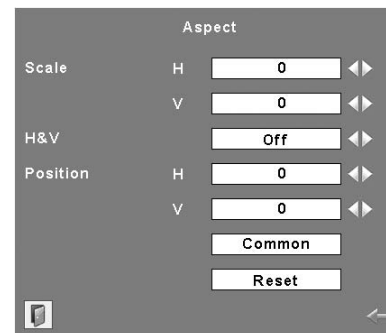 Aspect
Scale H 0
V 0
H&V Off
Position H 0
V 0
Common
Reset